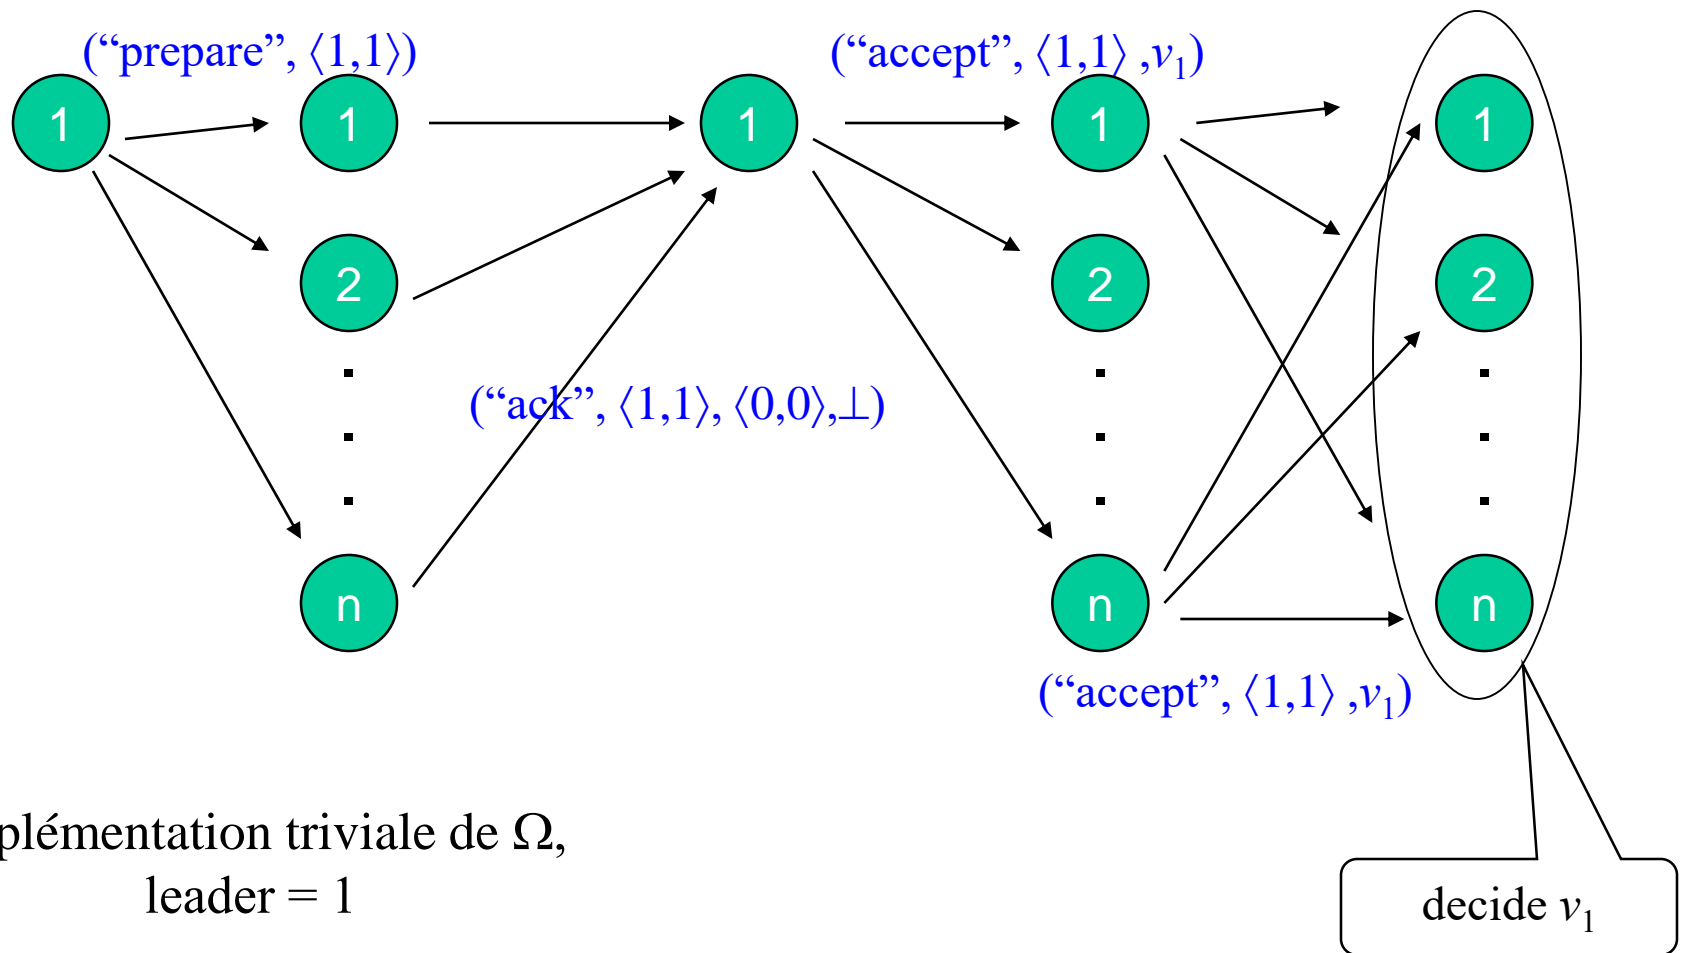 (“prepare”, ⟨1,1⟩)
(“accept”, ⟨1,1⟩ ,v₁)
1 1 1 1 1
2 2 2
(“ack”, ⟨1,1⟩, ⟨0,0⟩,⊥)
n n n
(“accept”, ⟨1,1⟩ ,v₁)
plémentation triviale de Ω,
leader = 1
decide v₁